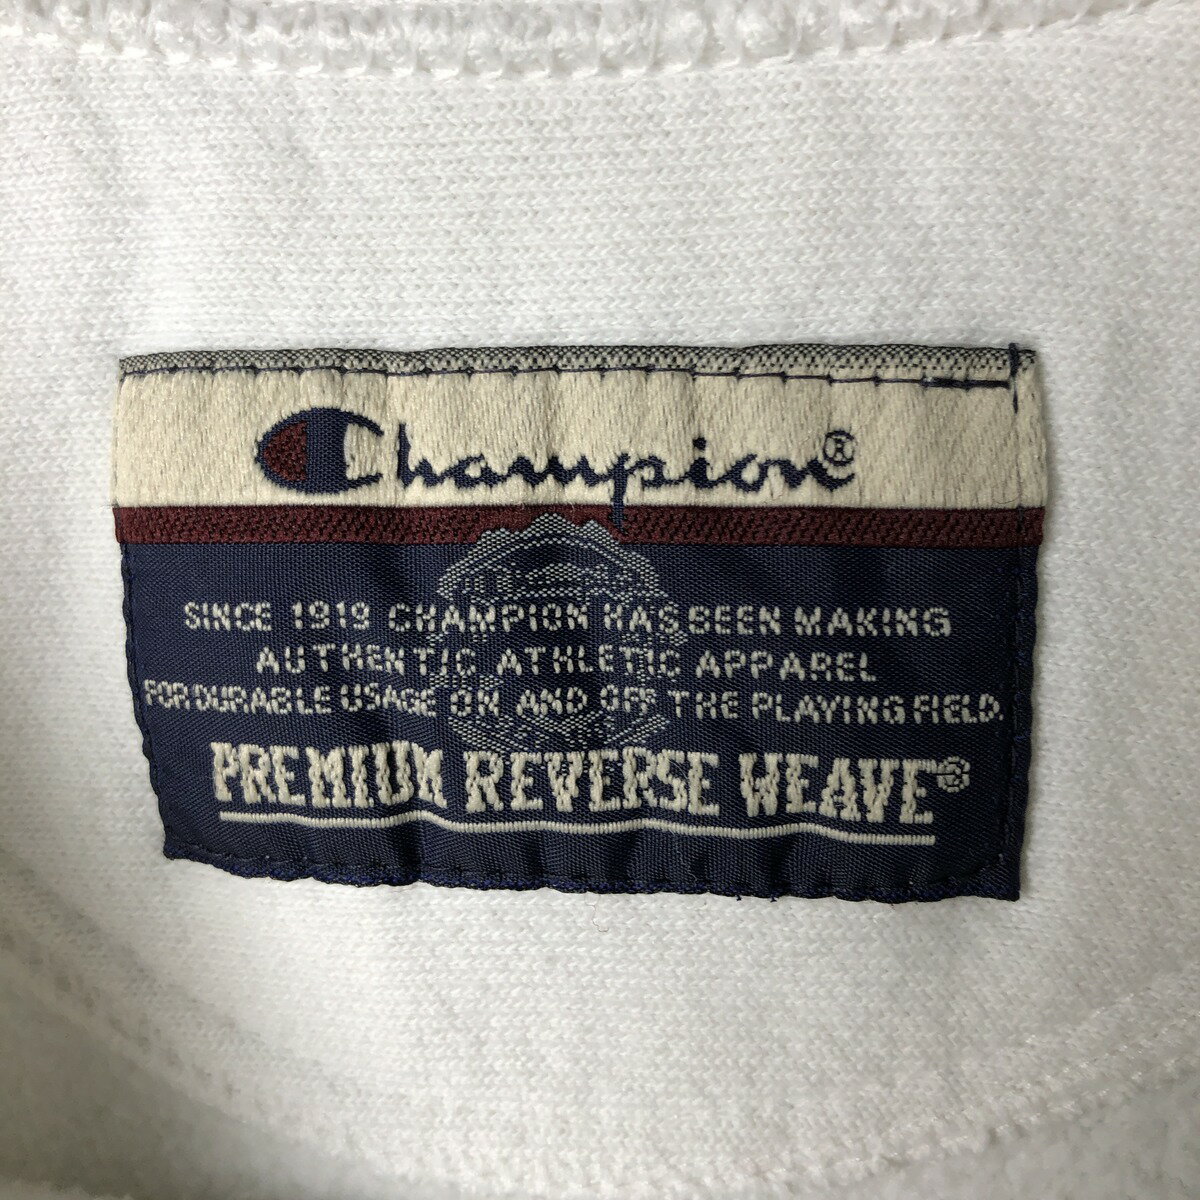 Champion®
SINCE 1919 CHAMPION HAS BEEN MAKING
AUTHENTIC ATHLETIC APPAREL
FOR DURABLE USAGE ON AND OFF THE PLAYING FIELD.
PREMIUM REVERSE WEAVE®